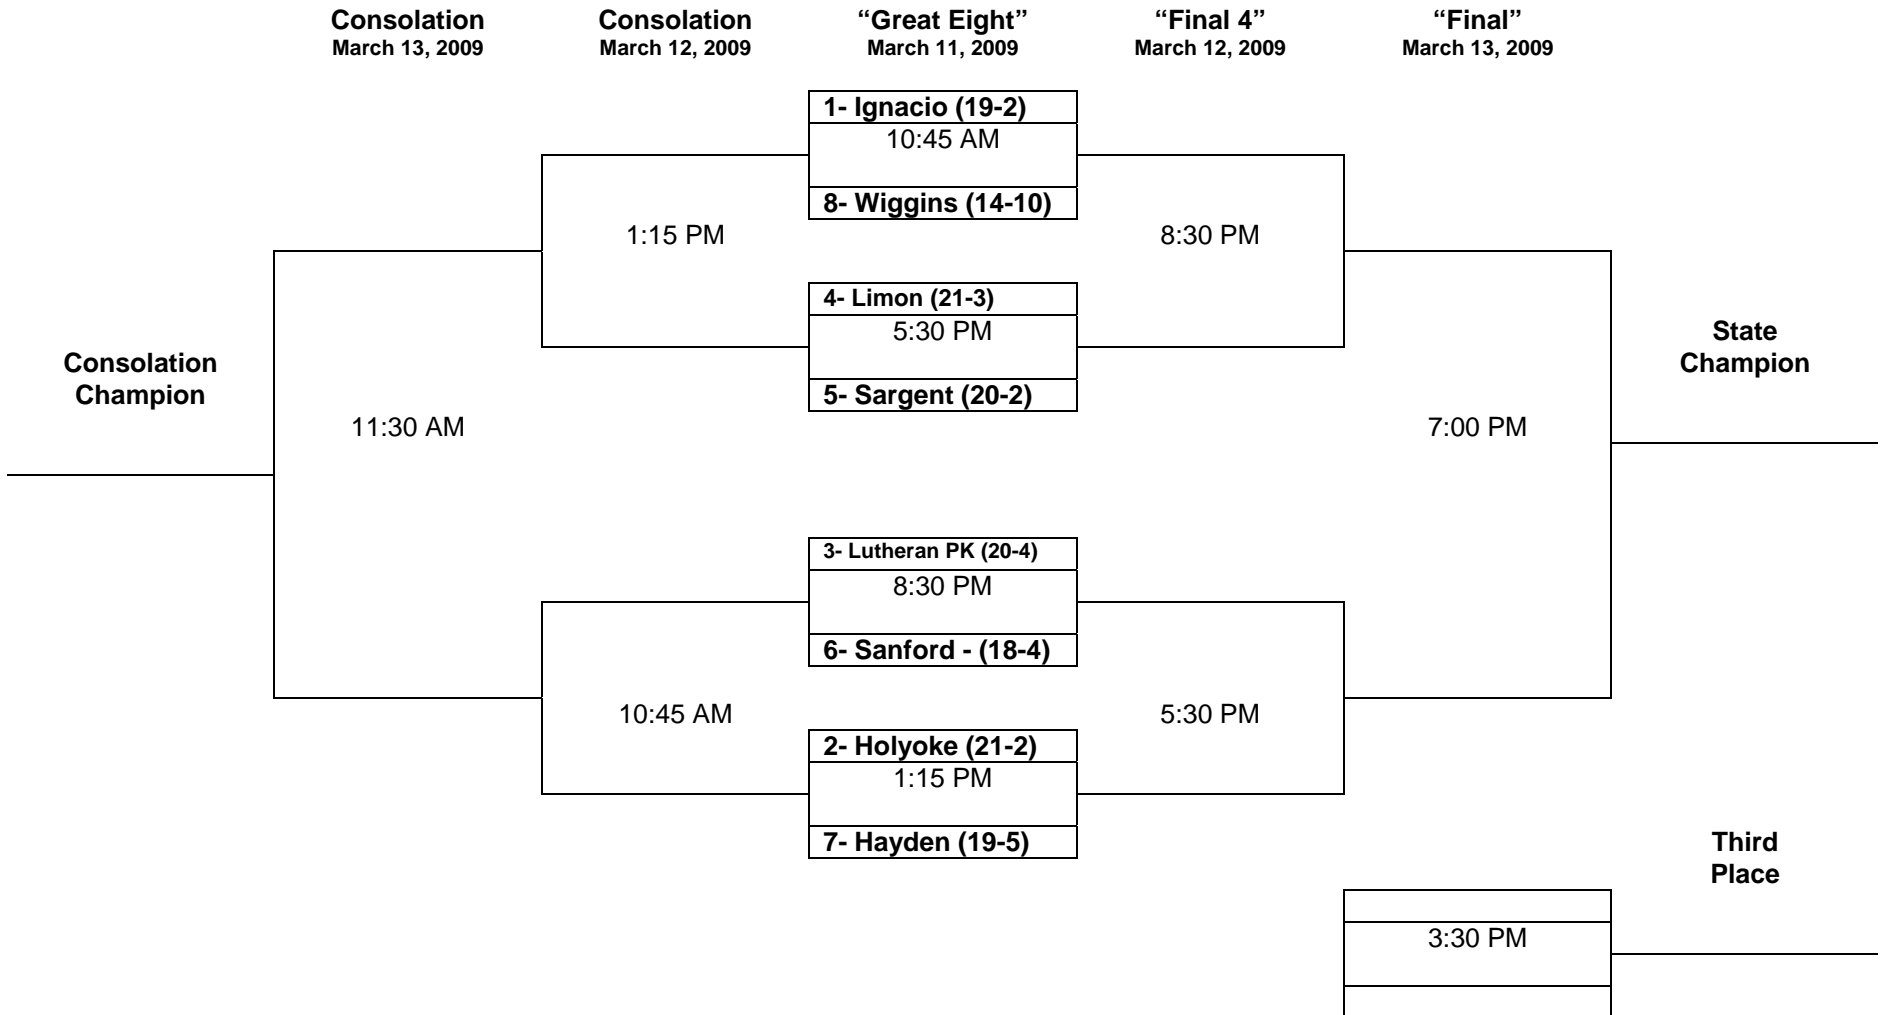 Consolation
March 13, 2009
Consolation
March 12, 2009
“Great Eight”
March 11, 2009
“Final 4”
March 12, 2009
“Final”
March 13, 2009
1- Ignacio (19-2)
10:45 AM
8- Wiggins (14-10)
1:15 PM
8:30 PM
4- Limon (21-3)
5:30 PM
5- Sargent (20-2)
Consolation
Champion
State
Champion
11:30 AM
7:00 PM
3- Lutheran PK (20-4)
8:30 PM
6- Sanford - (18-4)
10:45 AM
5:30 PM
2- Holyoke (21-2)
1:15 PM
7- Hayden (19-5)
Third
Place
3:30 PM